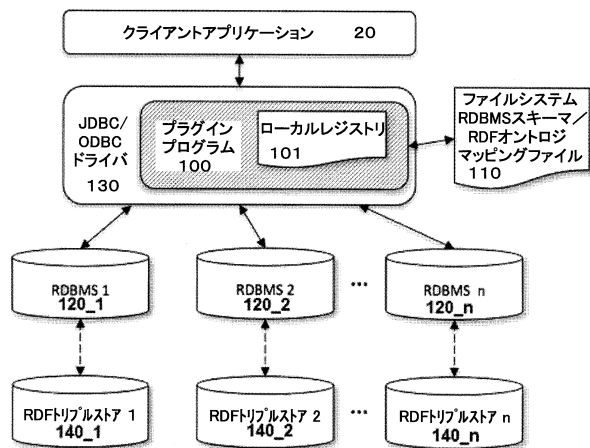 クライアントアプリケーション 20
JDBC/
ODBC
ドライバ
130
プラグイン
プログラム
100
ローカルレジストリ
101
ファイルシステム
RDBMSスキーマ/
RDFオントロジ
マッピングファイル
110
RDBMS 1
120_1
RDBMS 2
120_2
...
RDBMS n
120_n
RDFトリプルストア 1
140_1
RDFトリプルストア 2
140_2
...
RDFトリプルストア n
140_n